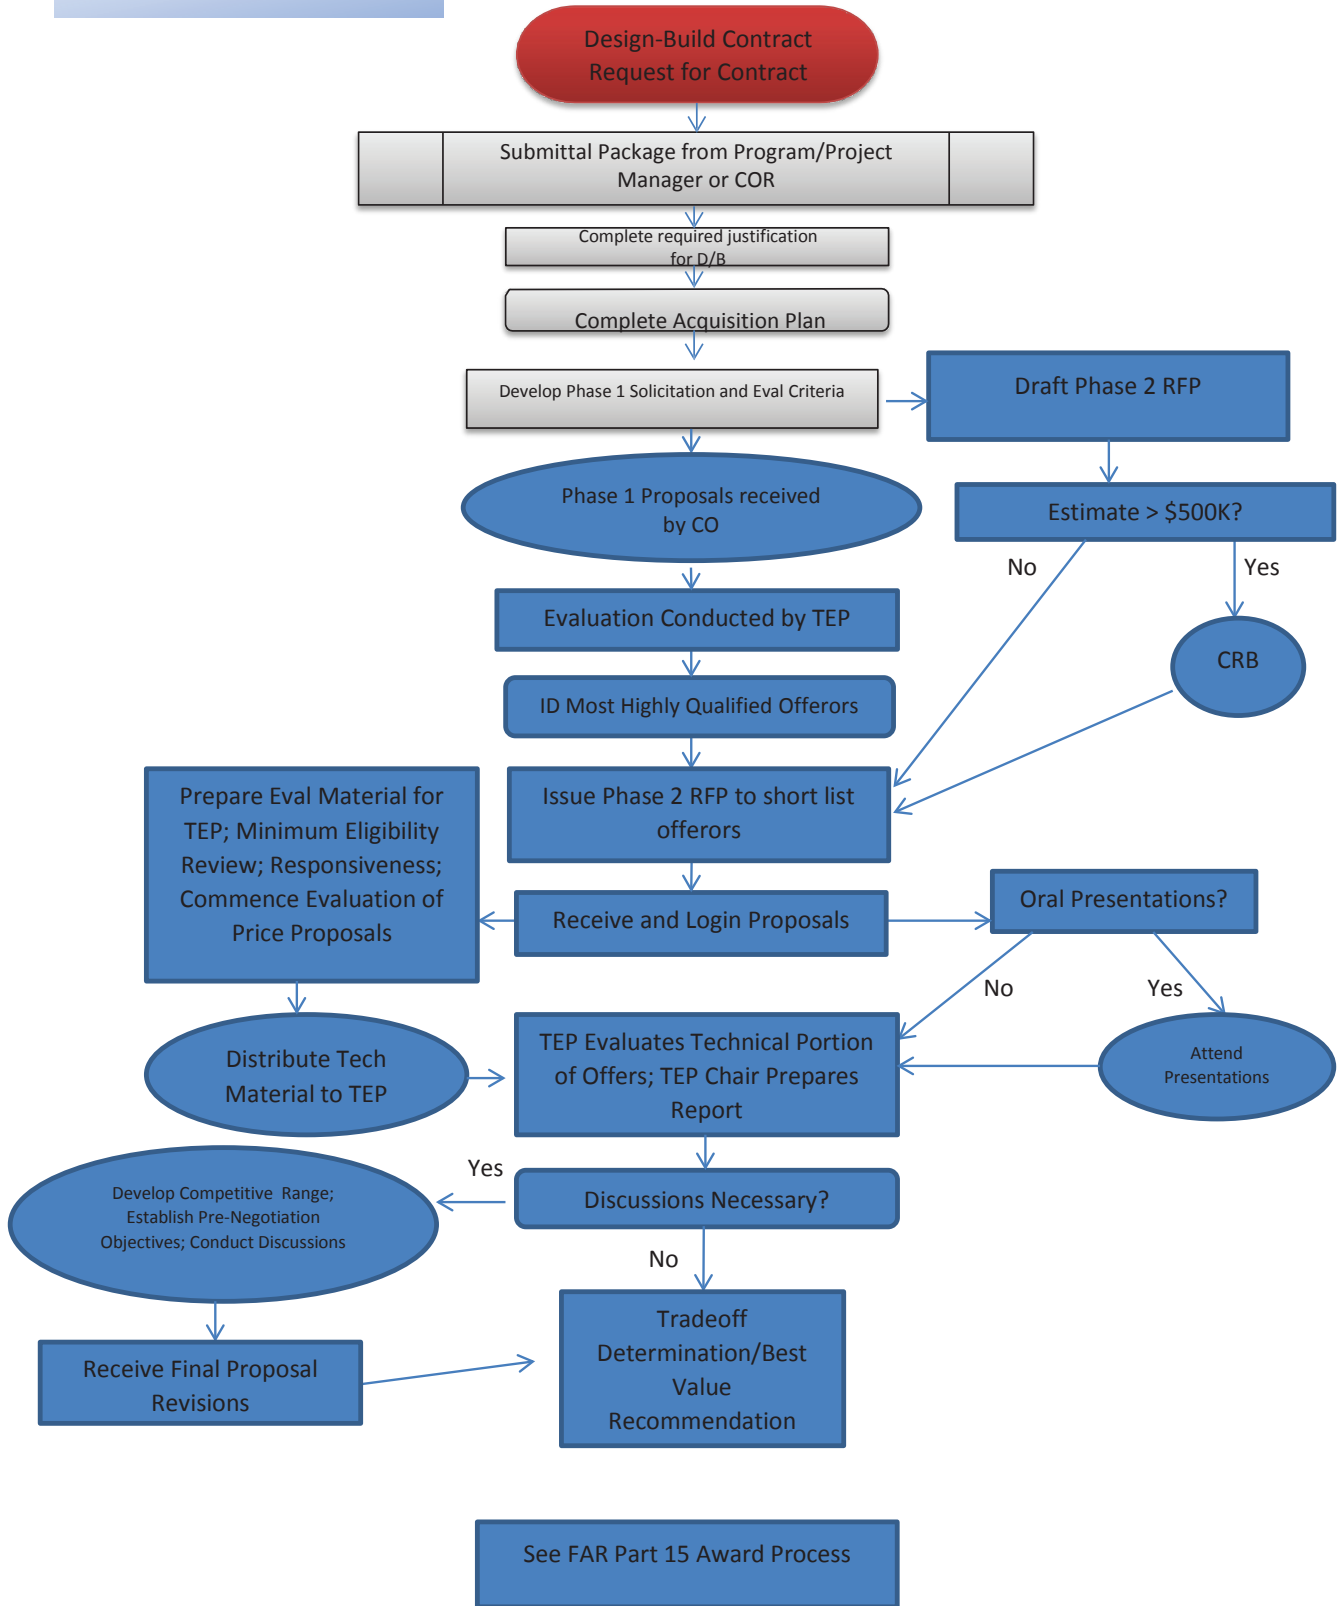 Design-Build Contract
Request for Contract
Submittal Package from Program/Project
Manager or COR
Complete required justification
for D/B
Complete Acquisition Plan
Develop Phase 1 Solicitation and Eval Criteria
Draft Phase 2 RFP
Phase 1 Proposals received
by CO
Estimate > $500K?
No
Yes
Evaluation Conducted by TEP
CRB
ID Most Highly Qualified Offerors
Issue Phase 2 RFP to short list
offerors
Prepare Eval Material for
TEP; Minimum Eligibility
Review; Responsiveness;
Commence Evaluation of
Price Proposals
Receive and Login Proposals
Oral Presentations?
No
Yes
Distribute Tech
Material to TEP
TEP Evaluates Technical Portion
of Offers; TEP Chair Prepares
Report
Attend
Presentations
Yes
Discussions Necessary?
Develop Competitive Range;
Establish Pre-Negotiation
Objectives; Conduct Discussions
No
Receive Final Proposal
Revisions
Tradeoff
Determination/Best
Value
Recommendation
See FAR Part 15 Award Process